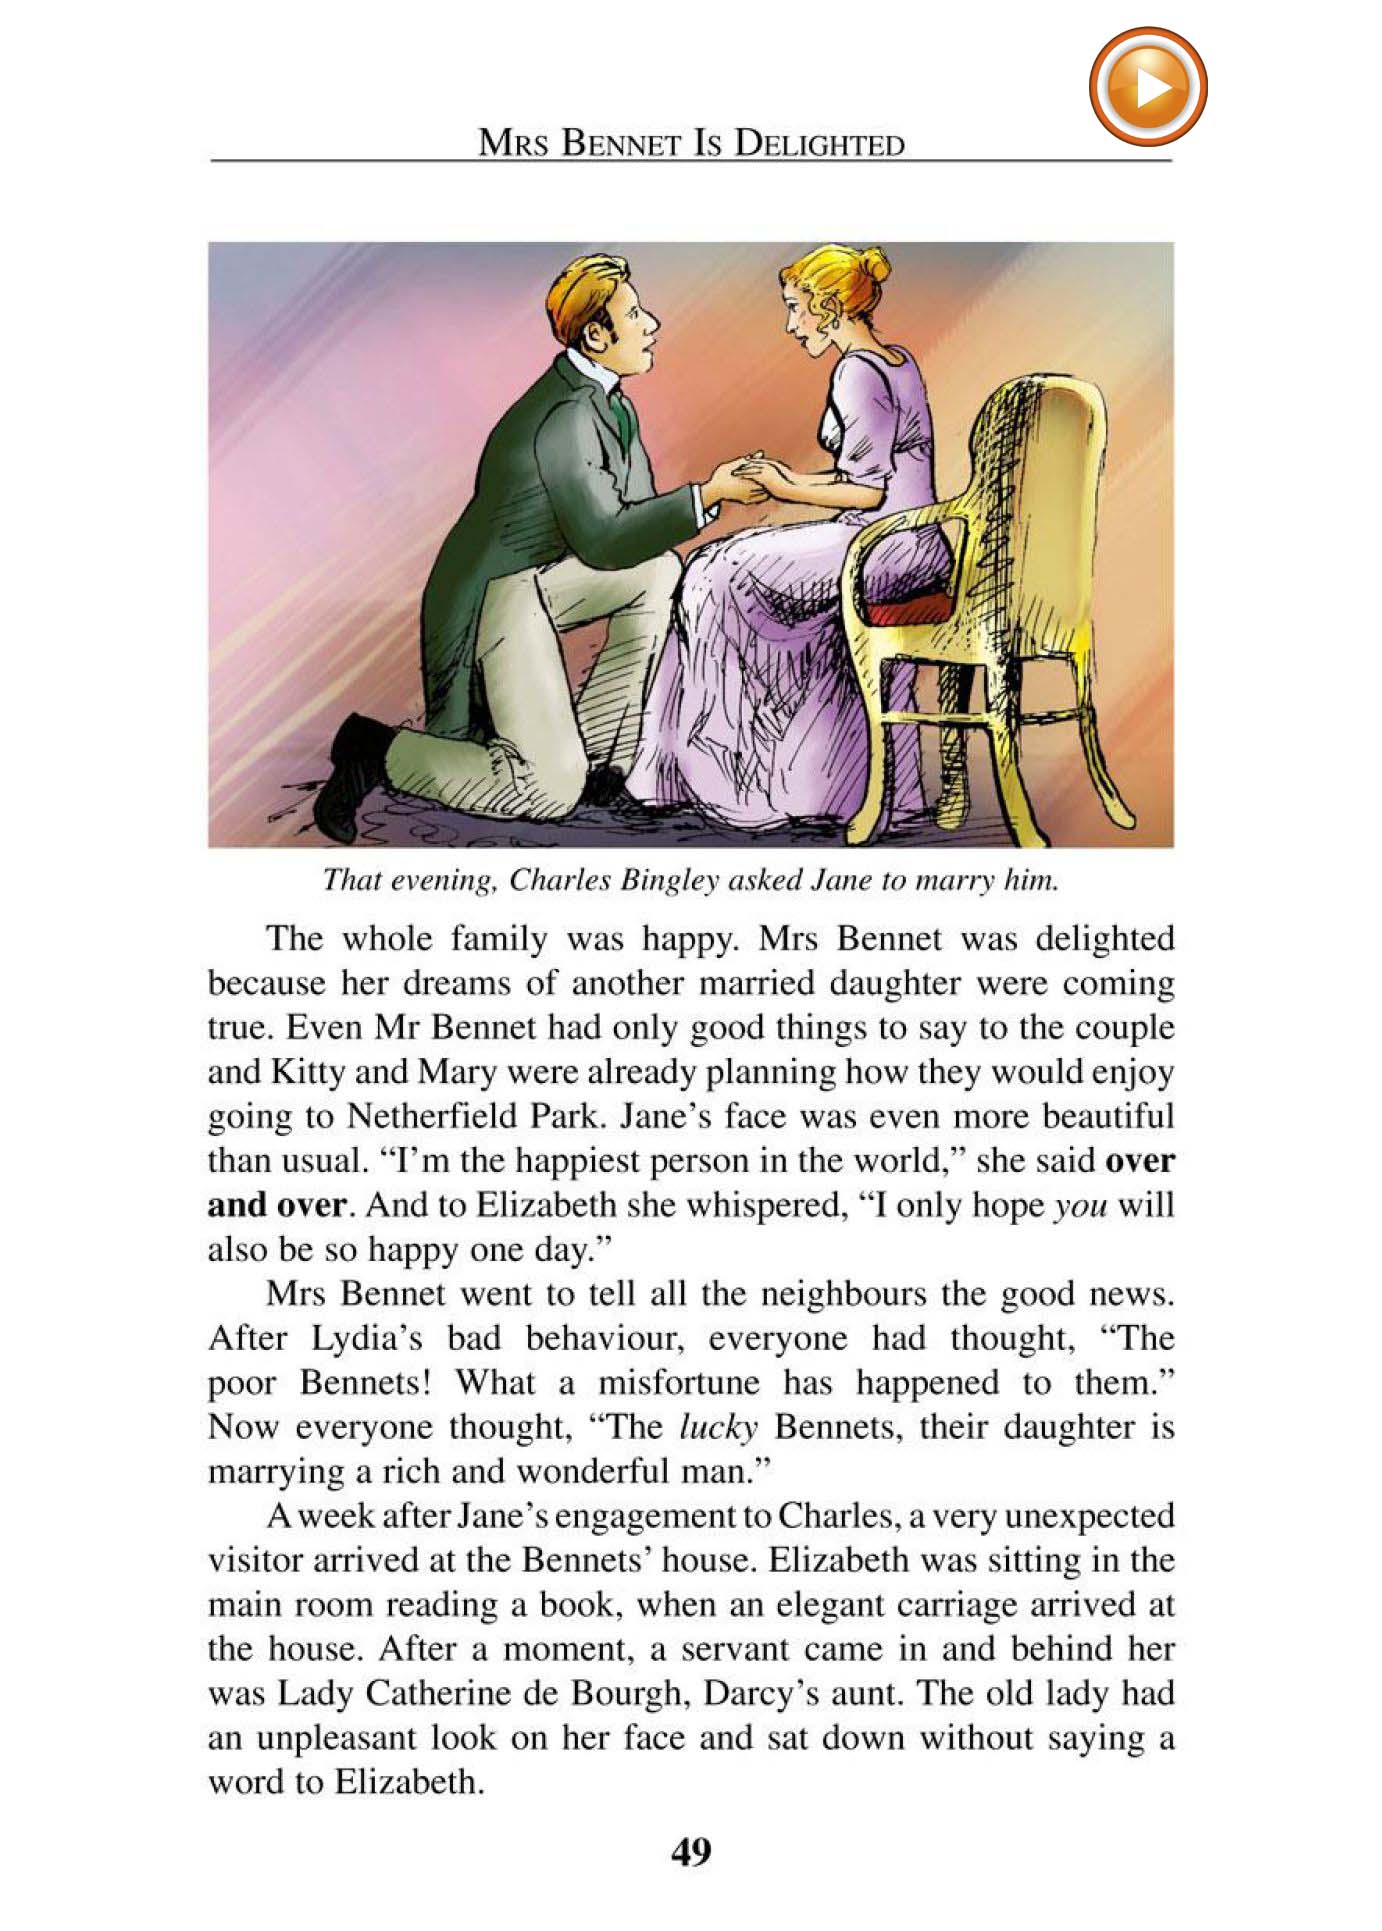 MRS BENNET IS DELIGHTED
That evening, Charles Bingley asked Jane to marry him.
The whole family was happy. Mrs Bennet was delighted
because her dreams of another married daughter were coming
true. Even Mr Bennet had only good things to say to the couple
and Kitty and Mary were already planning how they would enjoy
going to Netherfield Park. Jane’s face was even more beautiful
than usual. “I’m the happiest person in the world,” she said over
and over. And to Elizabeth she whispered, “I only hope you will
also be so happy one day.”
Mrs Bennet went to tell all the neighbours the good news.
After Lydia’s bad behaviour, everyone had thought, “The
poor Bennets! What a misfortune has happened to them.”
Now everyone thought, “The lucky Bennets, their daughter is
marrying a rich and wonderful man.”
A week after Jane’s engagement to Charles, a very unexpected
visitor arrived at the Bennets’ house. Elizabeth was sitting in the
main room reading a book, when an elegant carriage arrived at
the house. After a moment, a servant came in and behind her
was Lady Catherine de Bourgh, Darcy’s aunt. The old lady had
an unpleasant look on her face and sat down without saying a
word to Elizabeth.
49